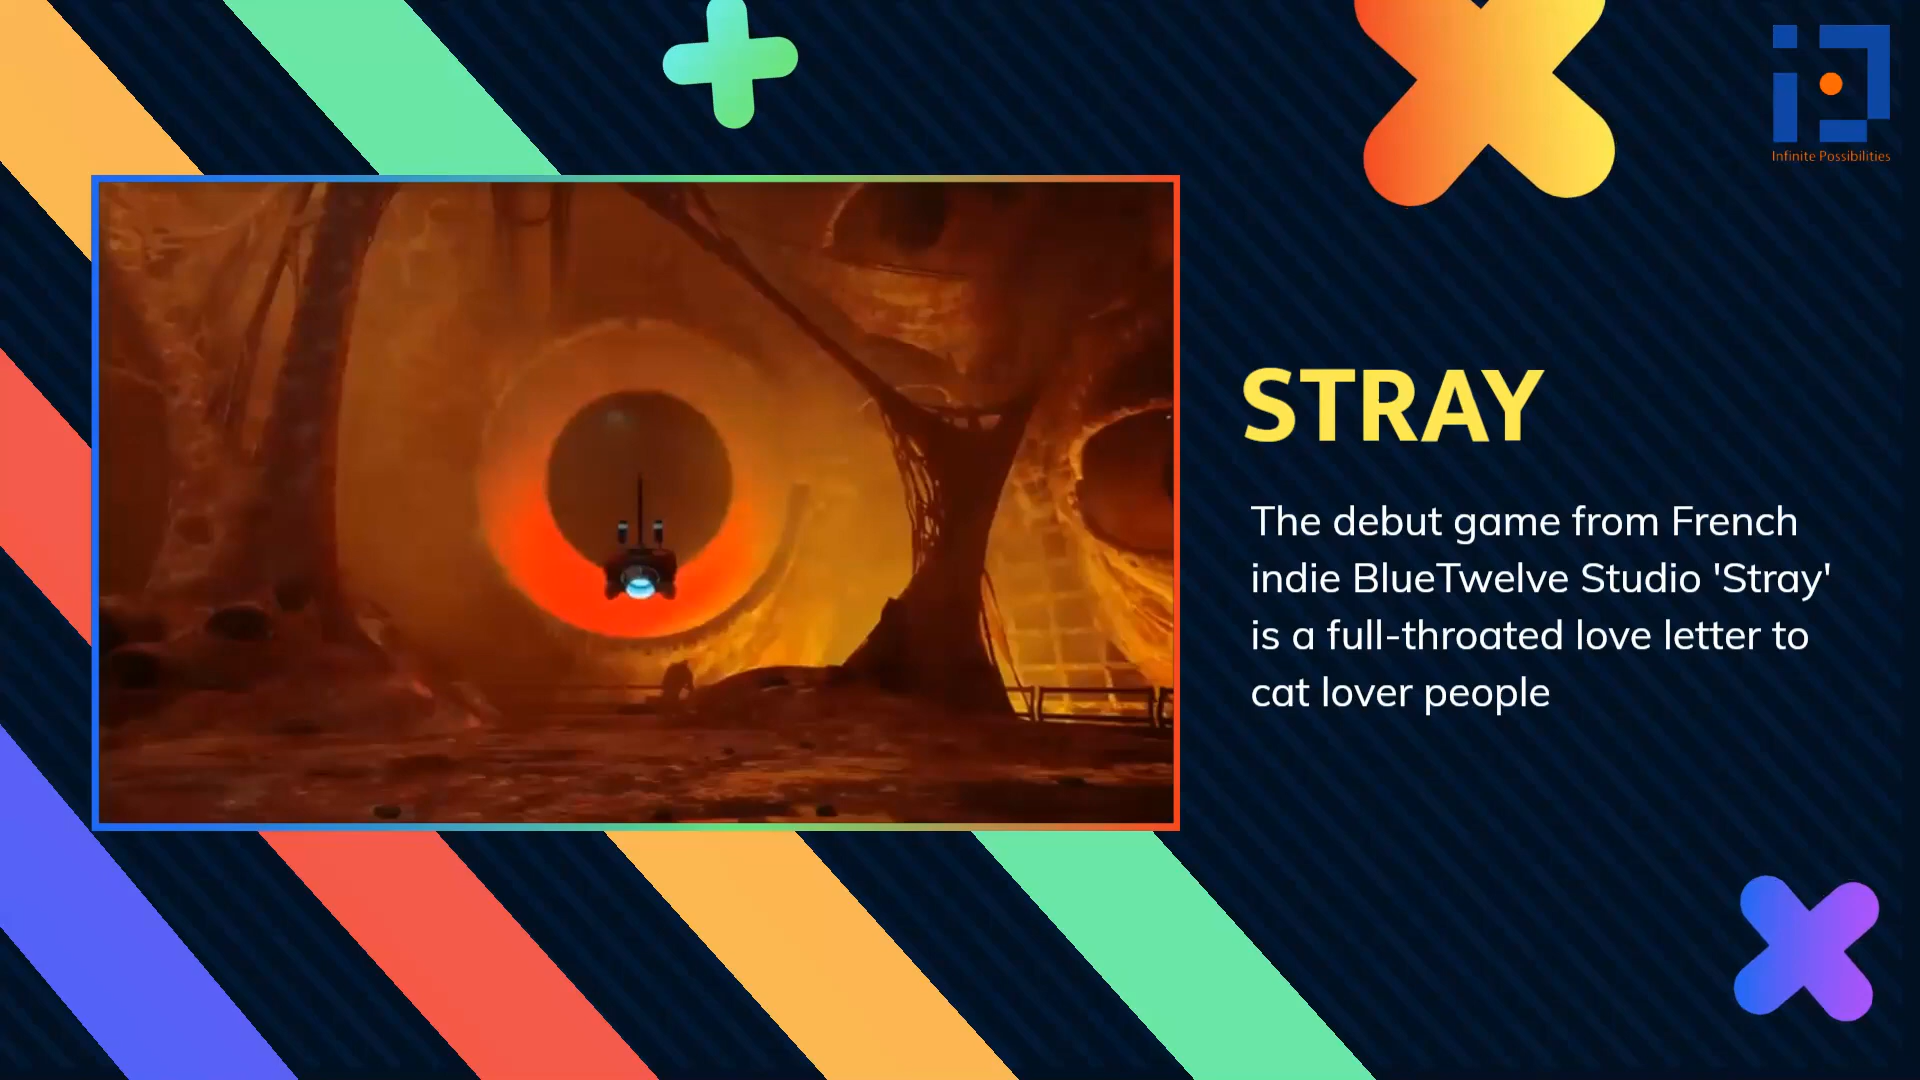 Infinite Possibilities
STRAY
The debut game from French
indie BlueTwelve Studio 'Stray'
is a full-throated love letter to
cat lover people